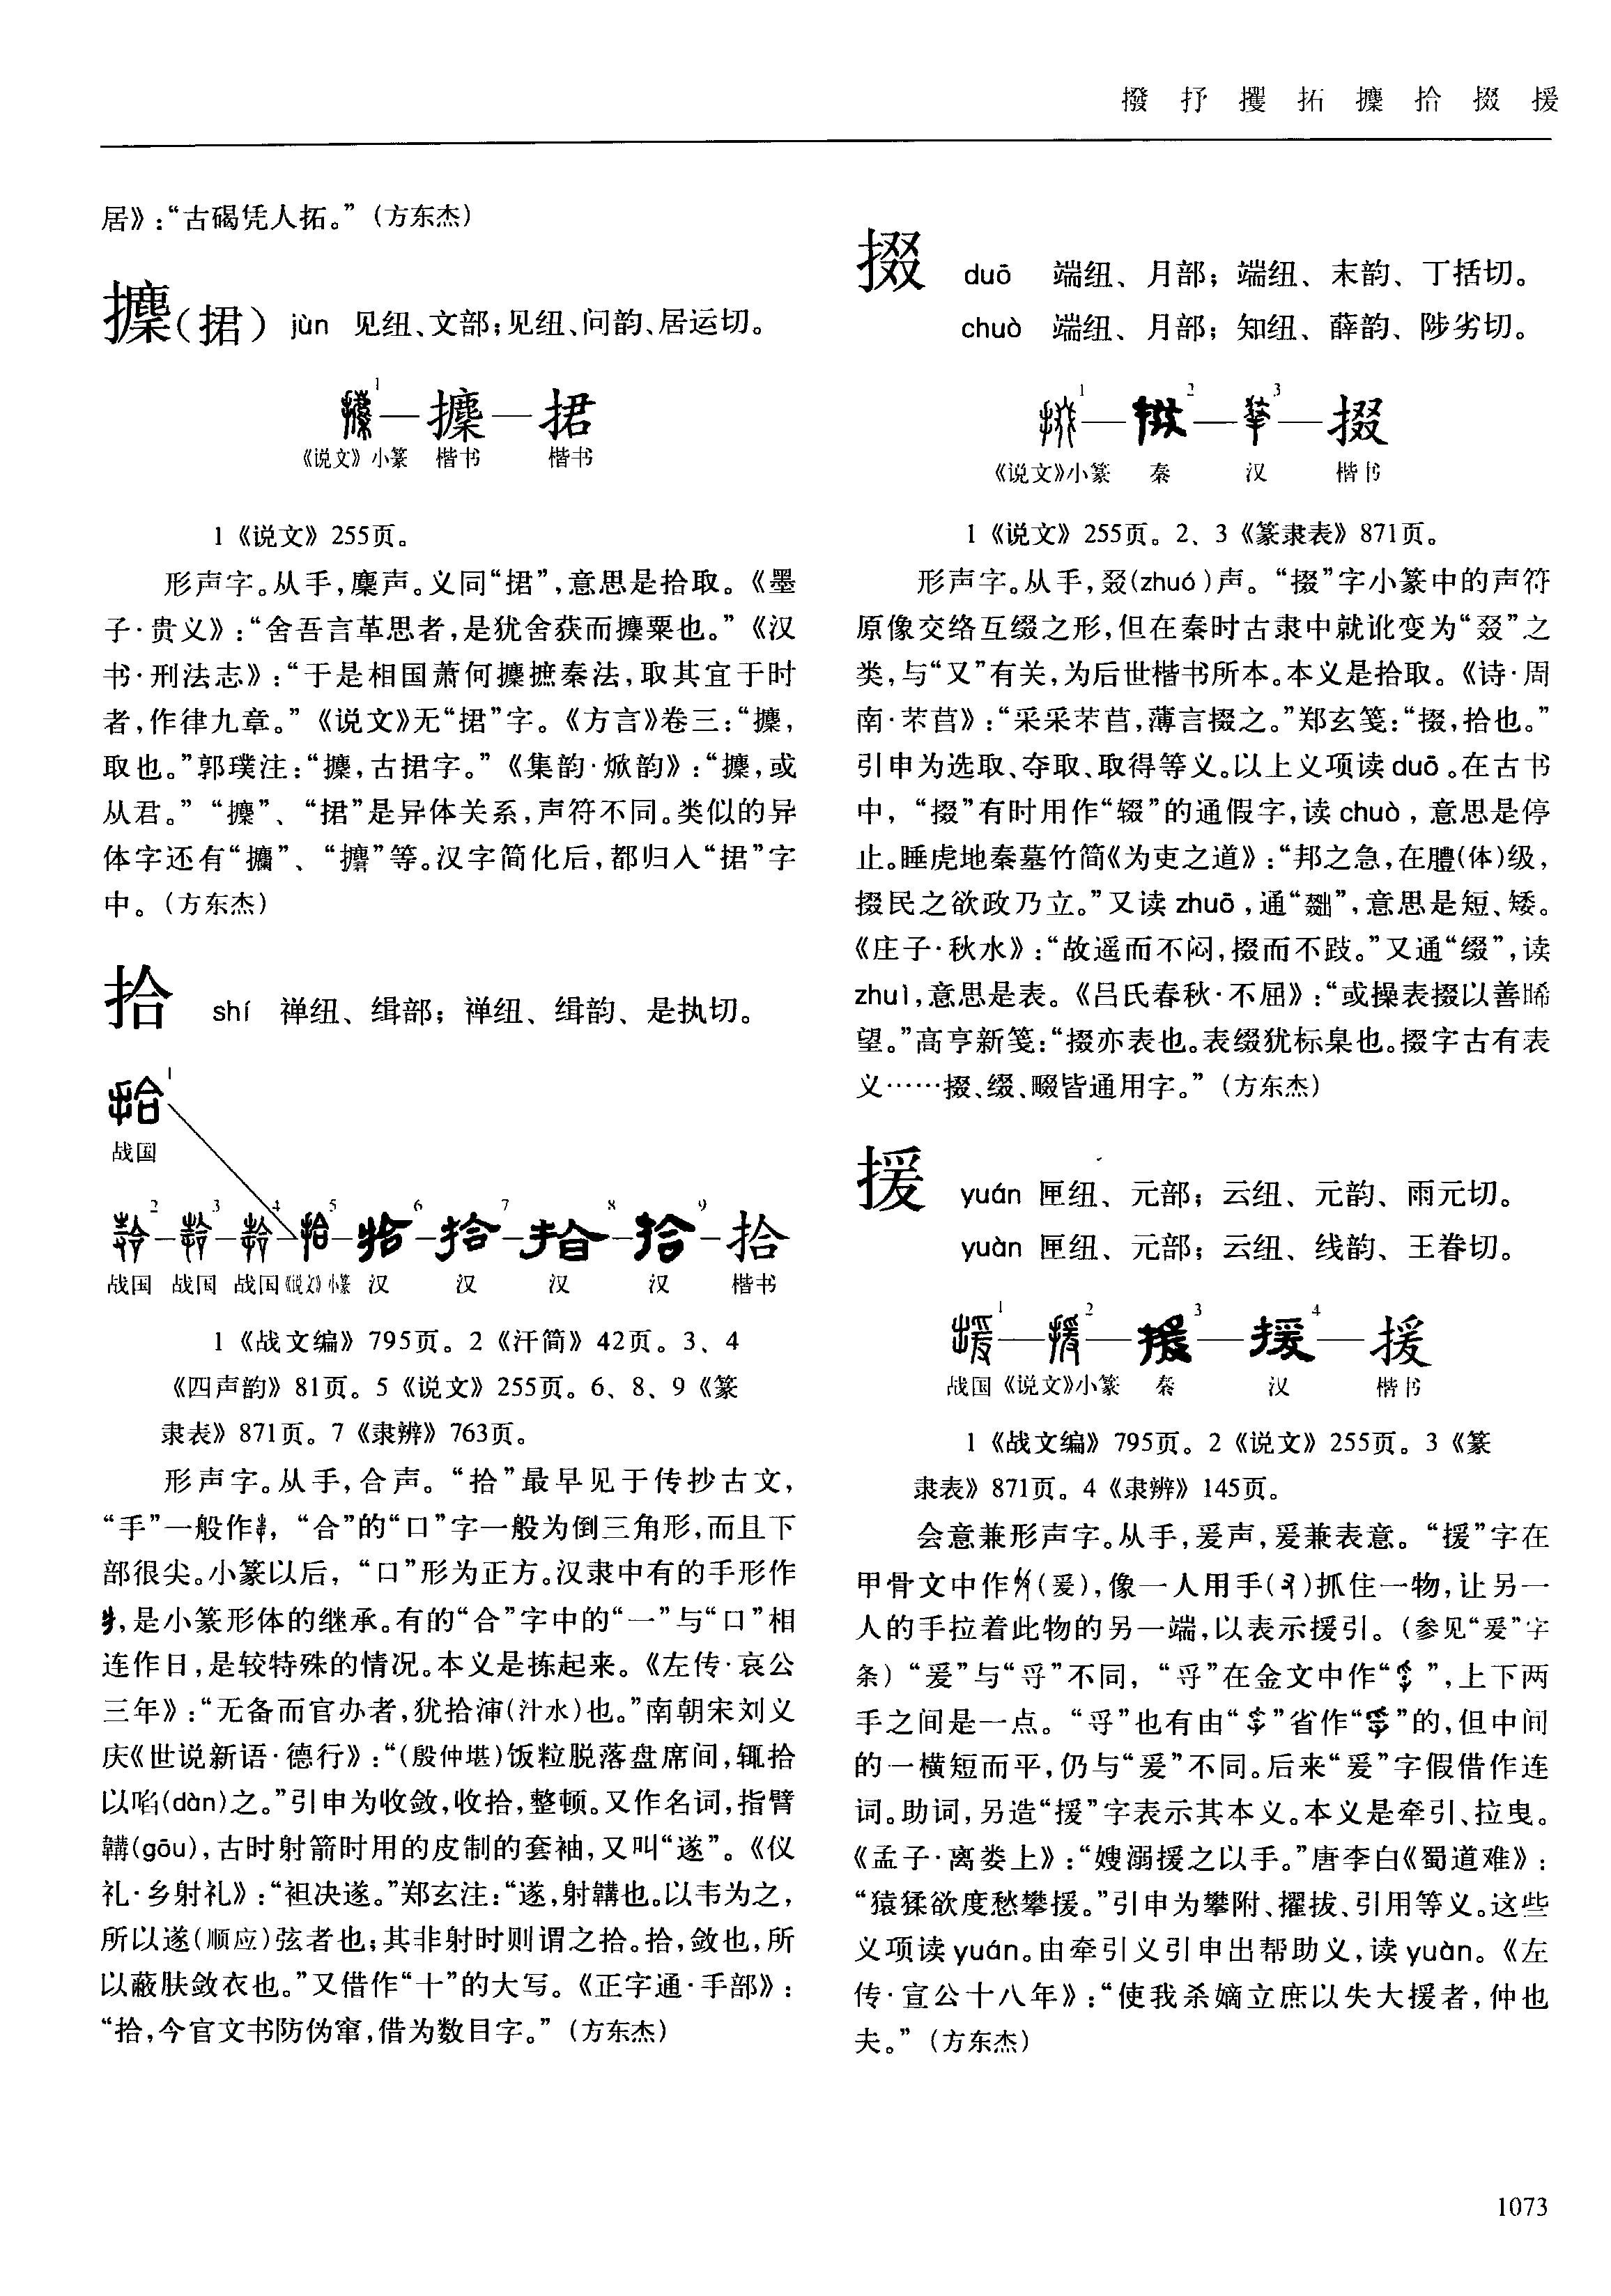 撥 抒 攫 拓 攈 拾 掇 援
居》:“古碣凭人拓。”(方东杰)
攈(捃) jùn 见纽、文部;见纽、问韵、居运切。
1
— 攈 — 捃
《说文》小篆 楷书 楷书
1《说文》255页。
形声字。从手,麇声。义同“捃”,意思是拾取。《墨
子·贵义》:“舍吾言革思者,是犹舍获而攈粟也。”《汉
书·刑法志》:“于是相国萧何攈摭秦法,取其宜于时
者,作律九章。”《说文》无“捃”字。《方言》卷三:“攈,
取也。”郭璞注:“攈,古捃字。”《集韵·焮韵》:“攈,或
从君。”“攈”、“捃”是异体关系,声符不同。类似的异
体字还有“”、“”等。汉字简化后,都归入“捃”字
中。(方东杰)
拾 shí 禅纽、缉部;禅纽、缉韵、是执切。
1
战国
2 3 4 5 6 7 8 9
拾
战国 战国 战国《说文》小篆 汉 汉 汉 汉 楷书
1《战文编》795页。2《汗简》42页。3、4
《四声韵》81页。5《说文》255页。6、8、9《篆
隶表》871页。7《隶辨》763页。
形声字。从手,合声。“拾”最早见于传抄古文,
“手”一般作,“合”的“口”字一般为倒三角形,而且下
部很尖。小篆以后,“口”形为正方。汉隶中有的手形作
,是小篆形体的继承。有的“合”字中的“一”与“口”相
连作日,是较特殊的情况。本义是拣起来。《左传·哀公
三年》:“无备而官办者,犹拾渖(汁水)也。”南朝宋刘义
庆《世说新语·德行》:“(殷仲堪)饭粒脱落盘席间,辄拾
以啗(dàn)之。”引申为收敛,收拾,整顿。又作名词,指臂
韝(gōu),古时射箭时用的皮制的套袖,又叫“遂”。《仪
礼·乡射礼》:“袒决遂。”郑玄注:“遂,射韝也。以韦为之,
所以遂(顺应)弦者也;其非射时则谓之拾。拾,敛也,所
以蔽肤敛衣也。”又借作“十”的大写。《正字通·手部》:
“拾,今官文书防伪窜,借为数目字。”(方东杰)
掇 duō 端纽、月部;端纽、末韵、丁括切。
chuò 端纽、月部;知纽、薛韵、陟劣切。
1 2 3
— — — 掇
《说文》小篆 秦 汉 楷书
1《说文》255页。2、3《篆隶表》871页。
形声字。从手,叕(zhuó)声。“掇”字小篆中的声符
原像交络互缀之形,但在秦时古隶中就讹变为“叕”之
类,与“又”有关,为后世楷书所本。本义是拾取。《诗·周
南·芣苢》:“采采芣苢,薄言掇之。”郑玄笺:“掇,拾也。”
引申为选取、夺取、取得等义。以上义项读duō。在古书
中,“掇”有时用作“辍”的通假字,读chuò,意思是停
止。睡虎地秦墓竹简《为吏之道》:“邦之急,在體(体)级,
掇民之欲政乃立。”又读zhuō,通“”,意思是短、矮。
《庄子·秋水》:“故遥而不闷,掇而不跂。”又通“缀”,读
zhuì,意思是表。《吕氏春秋·不屈》:“或操表掇以善睎
望。”高亨新笺:“掇亦表也。表缀犹标臬也。掇字古有表
义……掇、缀、畷皆通用字。”(方东杰)
援 yuán 匣纽、元部;云纽、元韵、雨元切。
yuàn 匣纽、元部;云纽、线韵、王眷切。
1 2 3 4
— — — — 援
战国《说文》小篆 秦 汉 楷书
1《战文编》795页。2《说文》255页。3《篆
隶表》871页。4《隶辨》145页。
会意兼形声字。从手,爰声,爰兼表意。“援”字在
甲骨文中作(爰),像一人用手()抓住一物,让另一
人的手拉着此物的另一端,以表示援引。(参见“爰”字
条)“爰”与“寽”不同,“寽”在金文中作“”,上下两
手之间是一点。“寽”也有由“”省作“”的,但中间
的一横短而平,仍与“爰”不同。后来“爰”字假借作连
词。助词,另造“援”字表示其本义。本义是牵引、拉曳。
《孟子·离娄上》:“嫂溺援之以手。”唐李白《蜀道难》:
“猿猱欲度愁攀援。”引申为攀附、擢拔、引用等义。这些
义项读yuán。由牵引义引申出帮助义,读yuàn。《左
传·宣公十八年》:“使我杀嫡立庶以失大援者,仲也
夫。”(方东杰)
1073